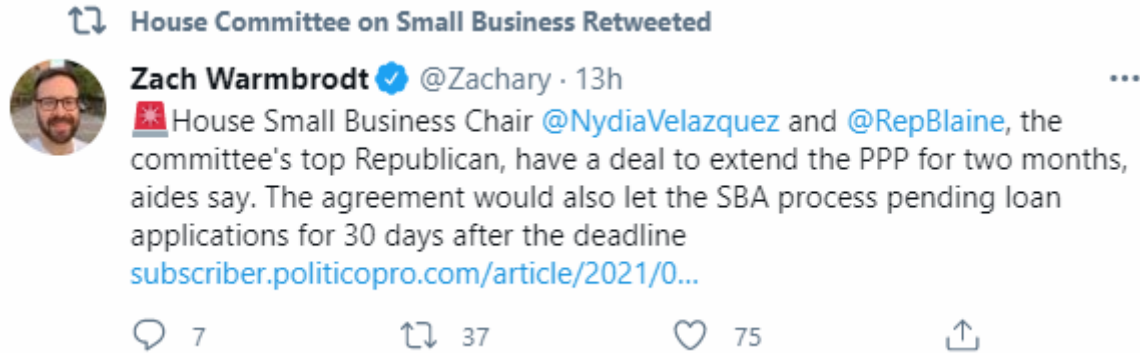 House Committee on Small Business Retweeted
Zach Warmbrodt @Zachary · 13h
🚨House Small Business Chair @NydiaVelazquez and @RepBlaine, the
committee's top Republican, have a deal to extend the PPP for two months,
aides say. The agreement would also let the SBA process pending loan
applications for 30 days after the deadline
subscriber.politicopro.com/article/2021/0...
7 37 75